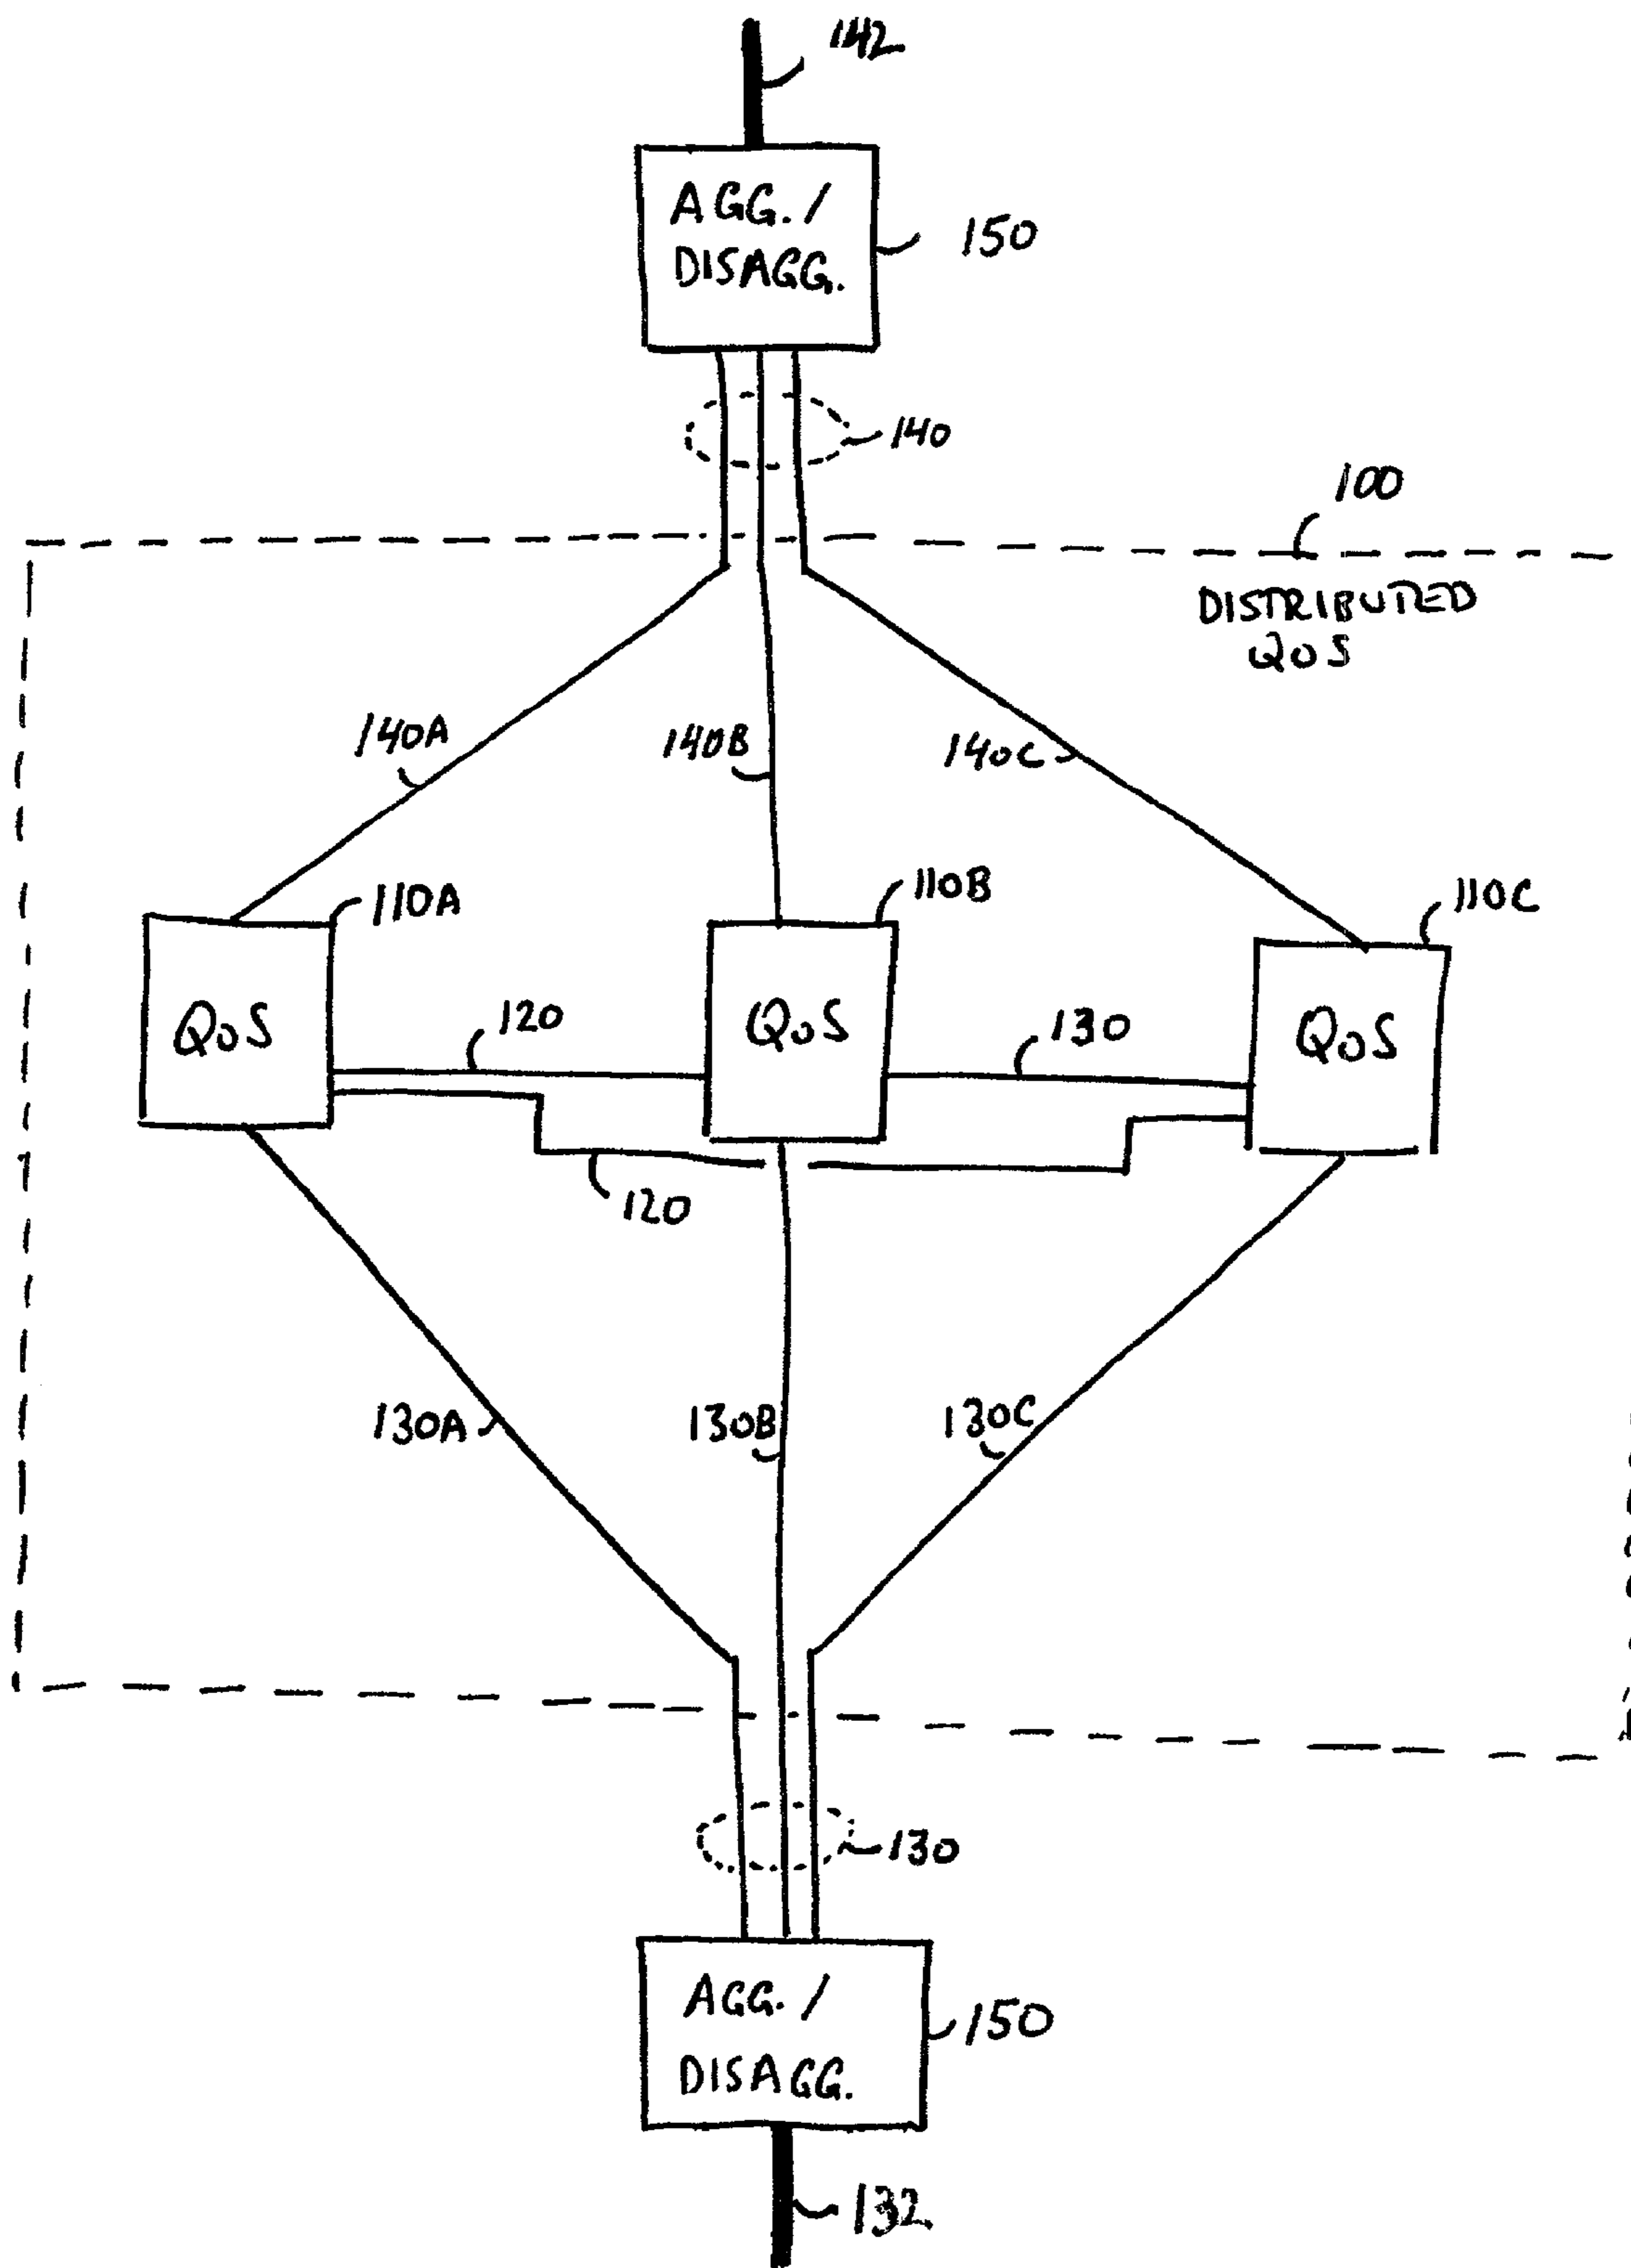 142
AGG. /
DISAGG.
150
140
100
DISTRIBUTED
QOS
140A
140B
140C
110A
110B
110C
QoS
120
QoS
130
QoS
120
130A
130B
130C
130
AGG. /
DISAGG.
150
132